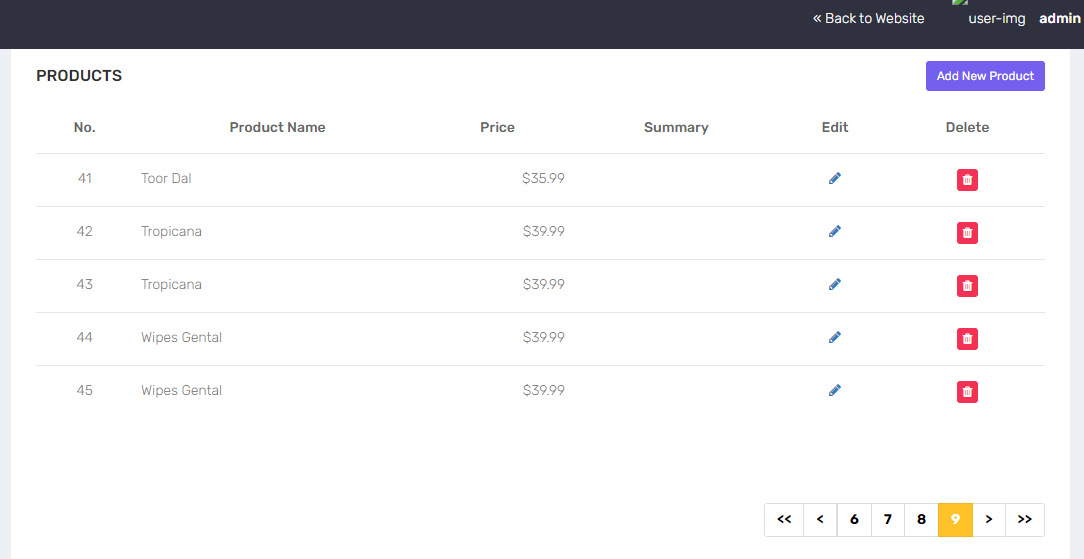 « Back to Website user-img admin
PRODUCTS Add New Product
No. Product Name Price Summary Edit Delete
41 Toor Dal $35.99
42 Tropicana $39.99
43 Tropicana $39.99
44 Wipes Gental $39.99
45 Wipes Gental $39.99
<< < 6 7 8 9 > >>